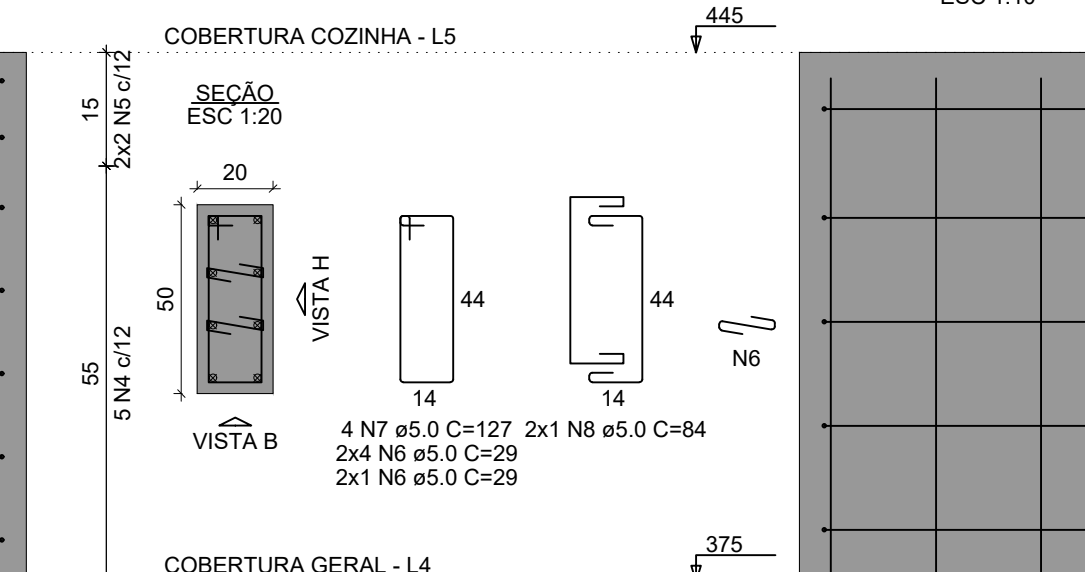 COBERTURA COZINHA - L5
445
15
2x2 N5 c/12
SEÇÃO
ESC 1:20
20
50
VISTA H
VISTA B
44
14
44
14
N6
4 N7 ø5.0 C=127
2x1 N8 ø5.0 C=84
2x4 N6 ø5.0 C=29
2x1 N6 ø5.0 C=29
55
5 N4 c/12
COBERTURA GERAL - L4
375